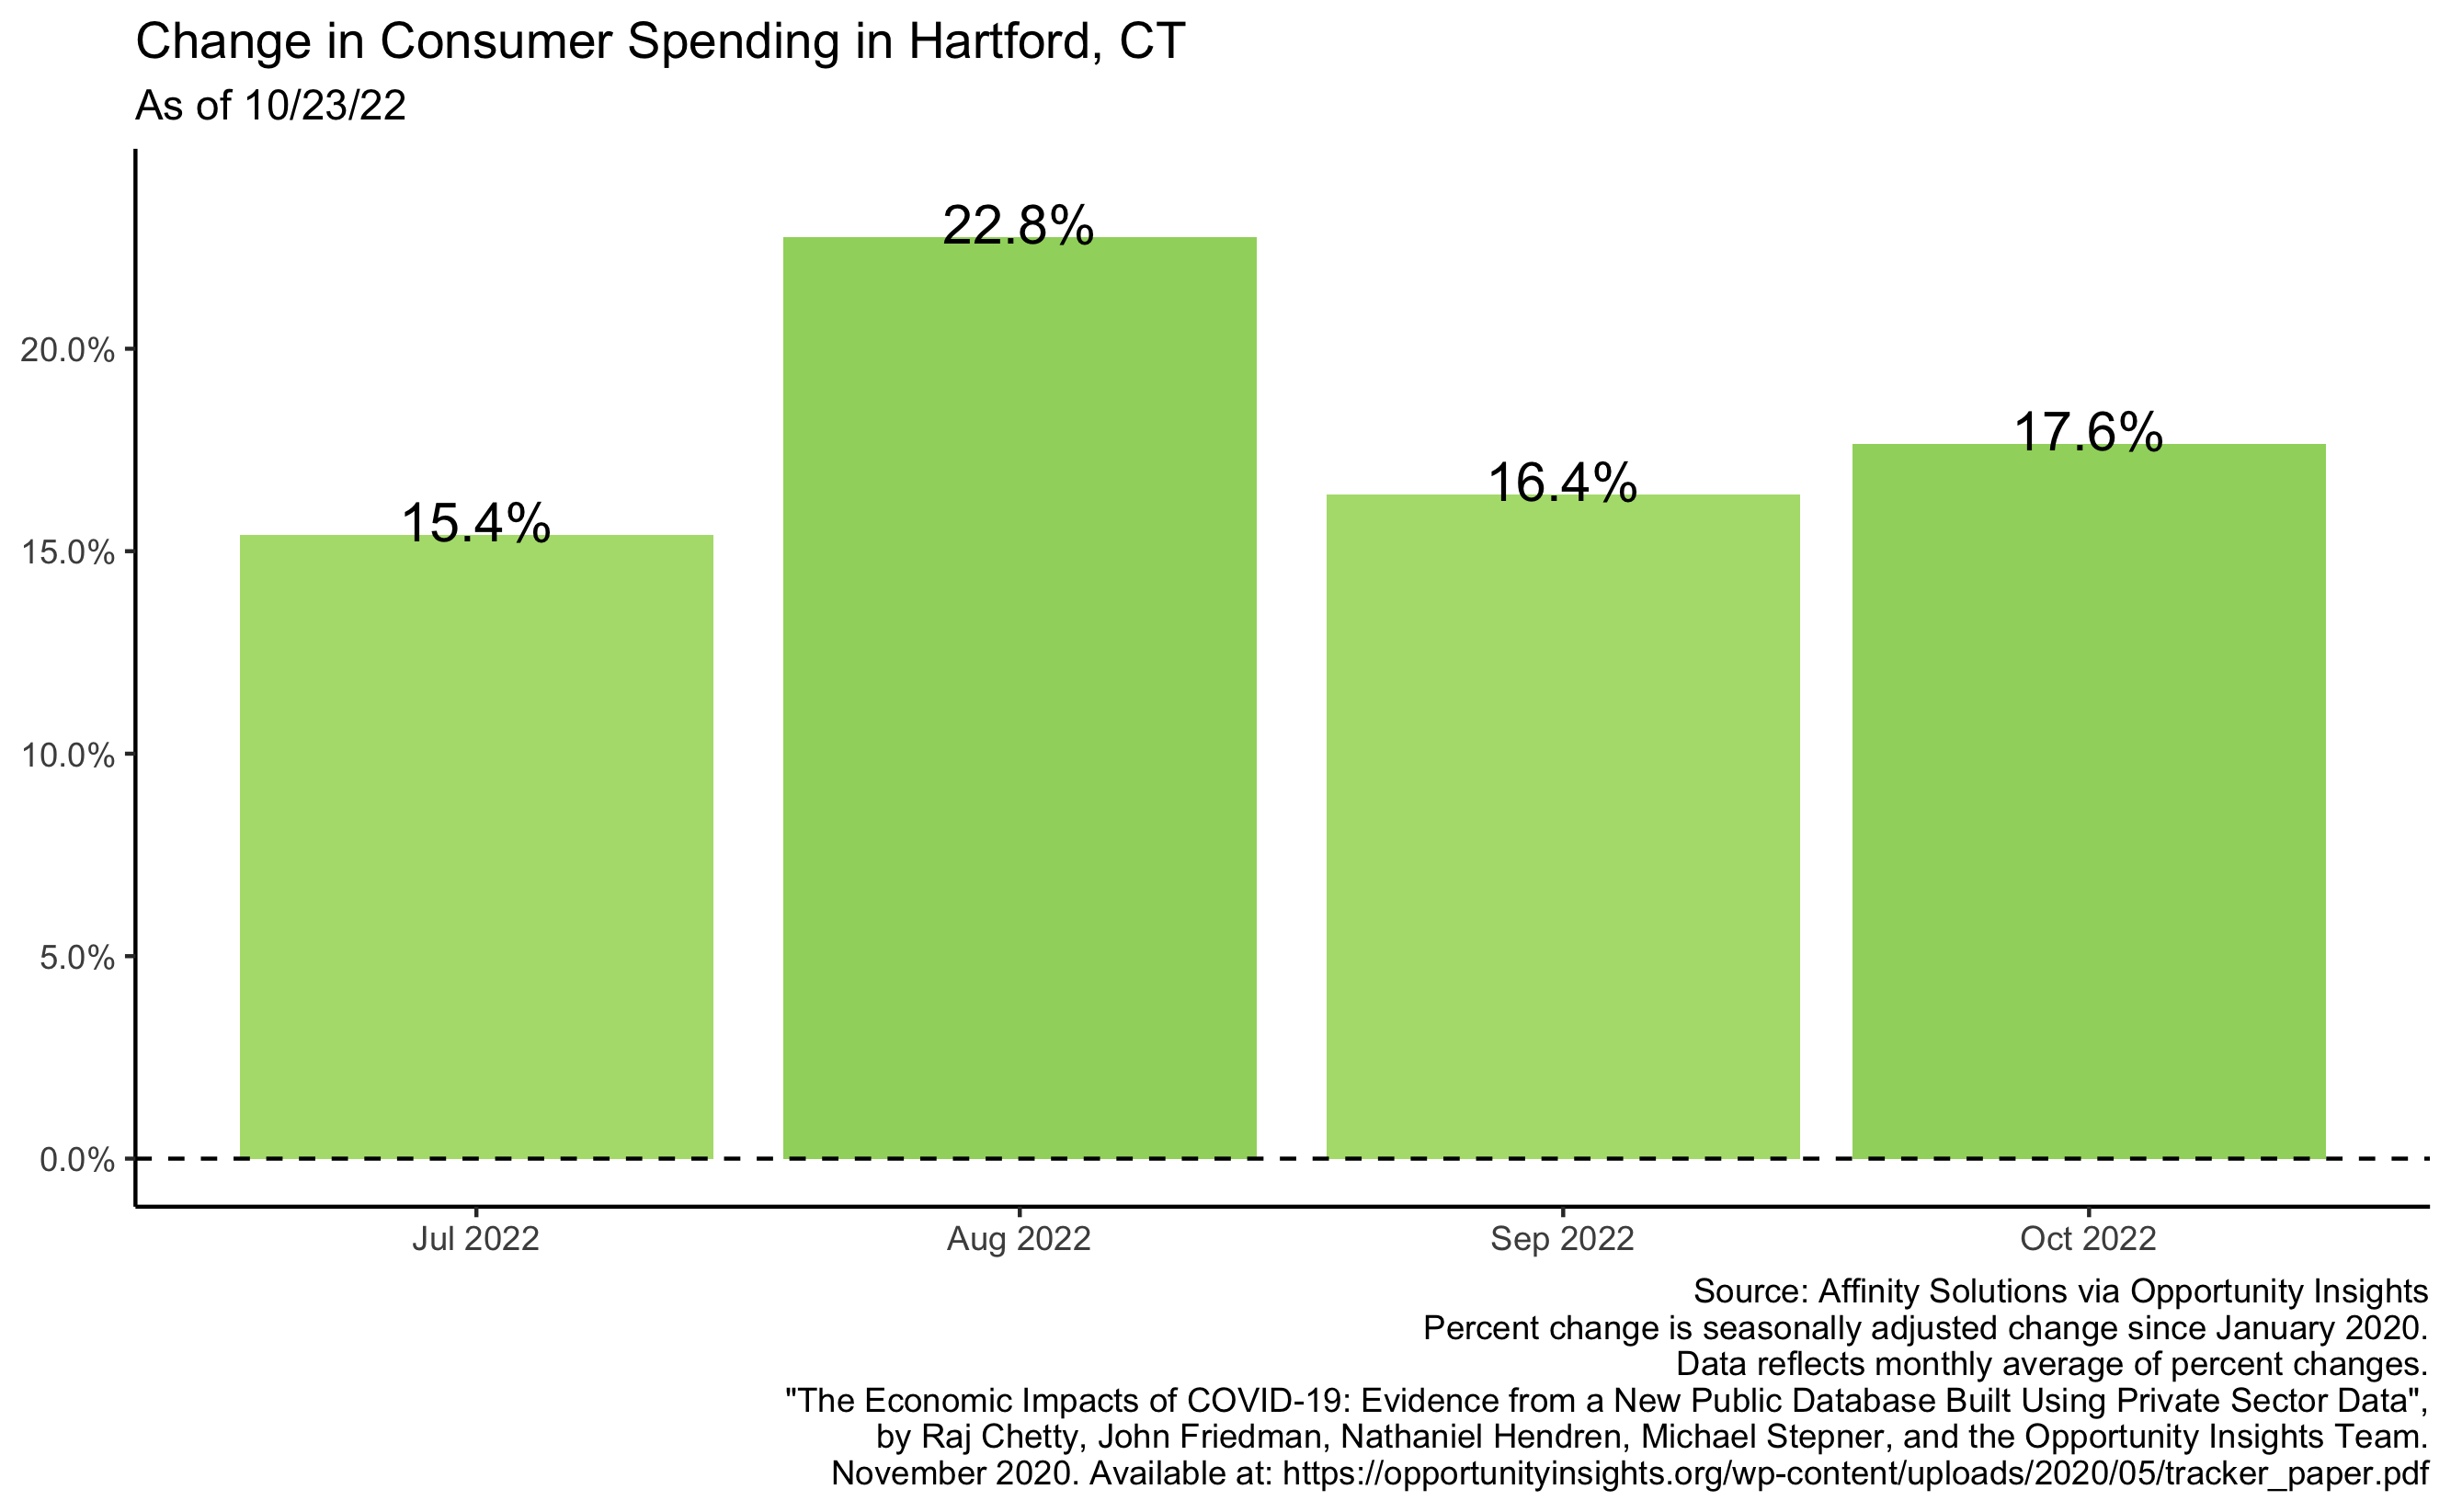 Change in Consumer Spending in Hartford, CT
As of 10/23/22
22.8%
20.0%
17.6%
16.4%
15.4%
15.0%
10.0%
5.0%
0.0%
Jul 2022
Aug 2022
Sep 2022
Oct 2022
Source: Affinity Solutions via Opportunity Insights
Percent change is seasonally adjusted change since January 2020.
Data reflects monthly average of percent changes.
"The Economic Impacts of COVID-19: Evidence from a New Public Database Built Using Private Sector Data",
by Raj Chetty, John Friedman, Nathaniel Hendren, Michael Stepner, and the Opportunity Insights Team.
November 2020. Available at: https://opportunityinsights.org/wp-content/uploads/2020/05/tracker_paper.pdf